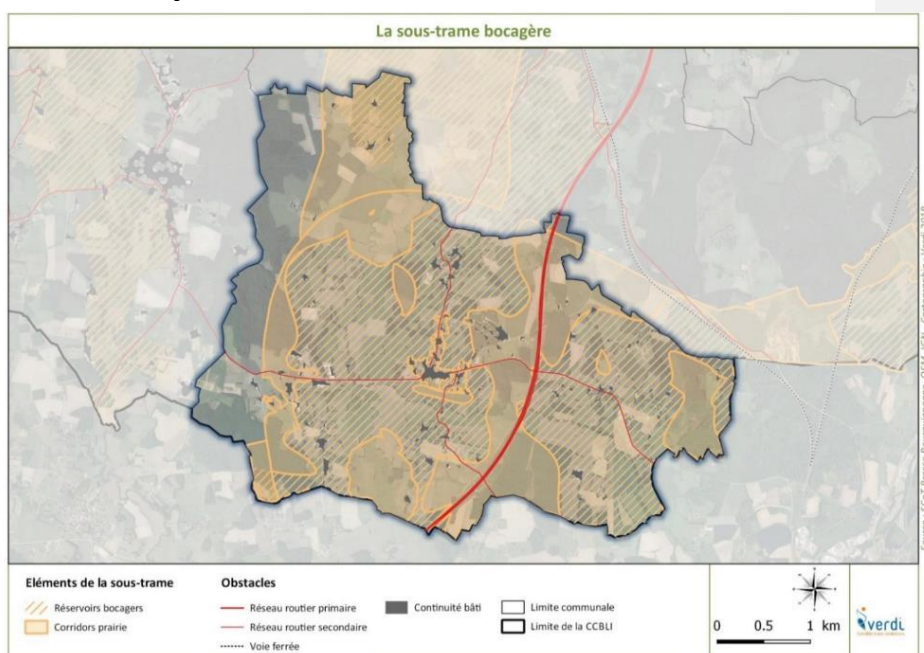 La sous-trame bocagère
Eléments de la sous-trame
Réservoirs bocagers
Corridors prairie
Obstacles
Réseau routier primaire
Réseau routier secondaire
Voie ferrée
Continuité bâti
Limite communale
Limite de la CCBLI
0 0.5 1 km
verdi